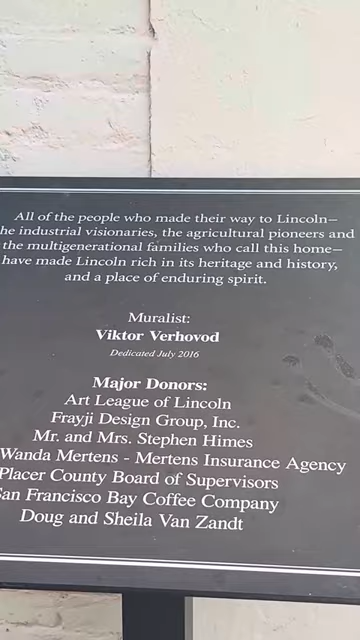 All of the people who made their way to Lincoln—
he industrial visionaries, the agricultural pioneers and
the multigenerational families who call this home—
have made Lincoln rich in its heritage and history,
and a place of enduring spirit.
Muralist:
Viktor Verhovod
Dedicated July 2016
Major Donors:
Art League of Lincoln
Frayji Design Group, Inc.
Mr. and Mrs. Stephen Himes
Wanda Mertens - Mertens Insurance Agency
Placer County Board of Supervisors
San Francisco Bay Coffee Company
Doug and Sheila Van Zandt